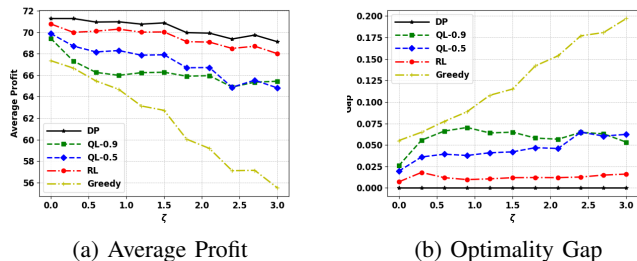 72
70
68
66
64
62
60
58
56
Average Profit
DP
QL-0.9
QL-0.5
RL
Greedy
0.0 0.5 1.0 1.5 2.0 2.5 3.0
ζ
(a) Average Profit
0.200
0.175
0.150
0.125
0.100
0.075
0.050
0.025
0.000
Gap
DP
QL-0.9
QL-0.5
RL
Greedy
0.0 0.5 1.0 1.5 2.0 2.5 3.0
ζ
(b) Optimality Gap